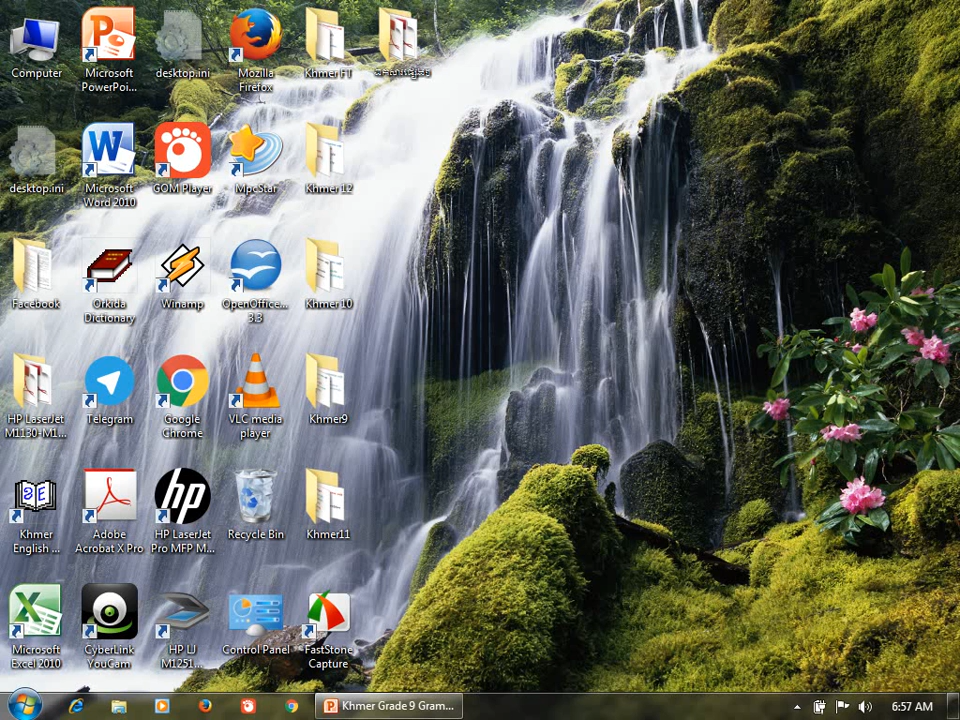 Computer
Microsoft
PowerPoi...
desktop.ini
Mozilla
Firefox
Khmer FT
desktop.ini
Microsoft
Word 2010
GOM Player
MpcStar
Khmer 12
Facebook
Orkida
Dictionary
Winamp
OpenOffice...
3.3
Khmer 10
HP LaserJet
M1130-M1...
Telegram
Google
Chrome
VLC media
player
Khmer9
Khmer
English ...
Adobe
Acrobat X Pro
hp
HP LaserJet
Pro MFP M...
Recycle Bin
Khmer11
Microsoft
Excel 2010
CyberLink
YouCam
HP LJ
M1251...
Control Panel
FastStone
Capture
Khmer Grade 9 Gram...
6:57 AM